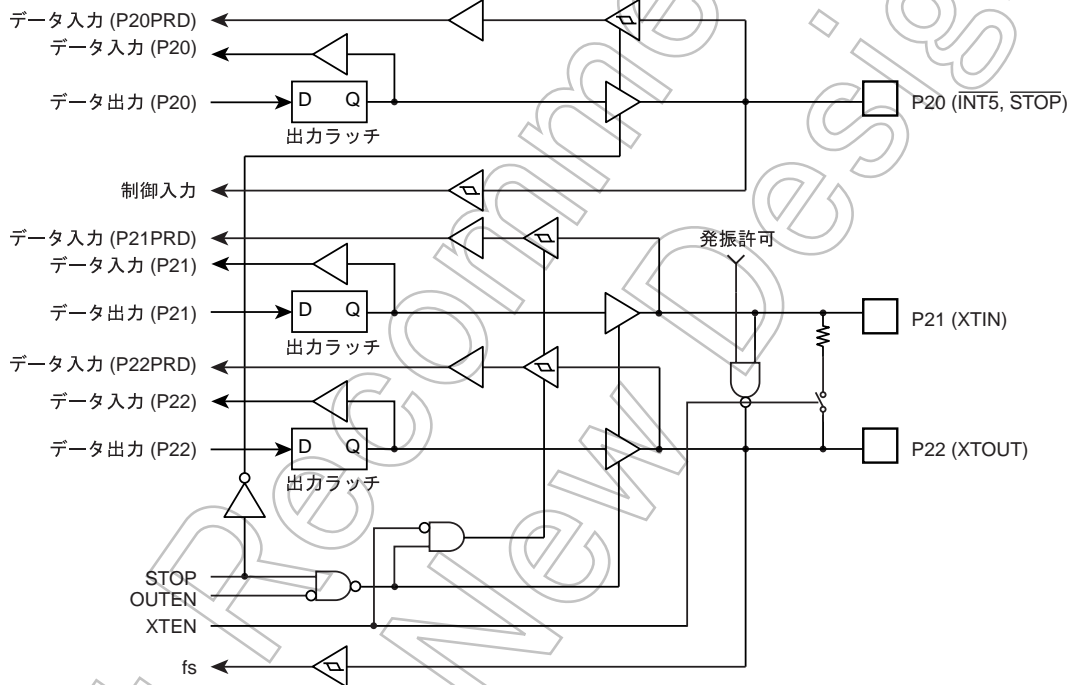 データ入力 (P20PRD)
データ入力 (P20)
データ出力 (P20)
D Q
出力ラッチ
P20 (INT5, STOP)
制御入力
データ入力 (P21PRD)
データ入力 (P21)
発振許可
データ出力 (P21)
D Q
出力ラッチ
P21 (XTIN)
データ入力 (P22PRD)
データ入力 (P22)
データ出力 (P22)
D Q
出力ラッチ
P22 (XTOUT)
STOP
OUTEN
XTEN
fs
Recomme
New Desig